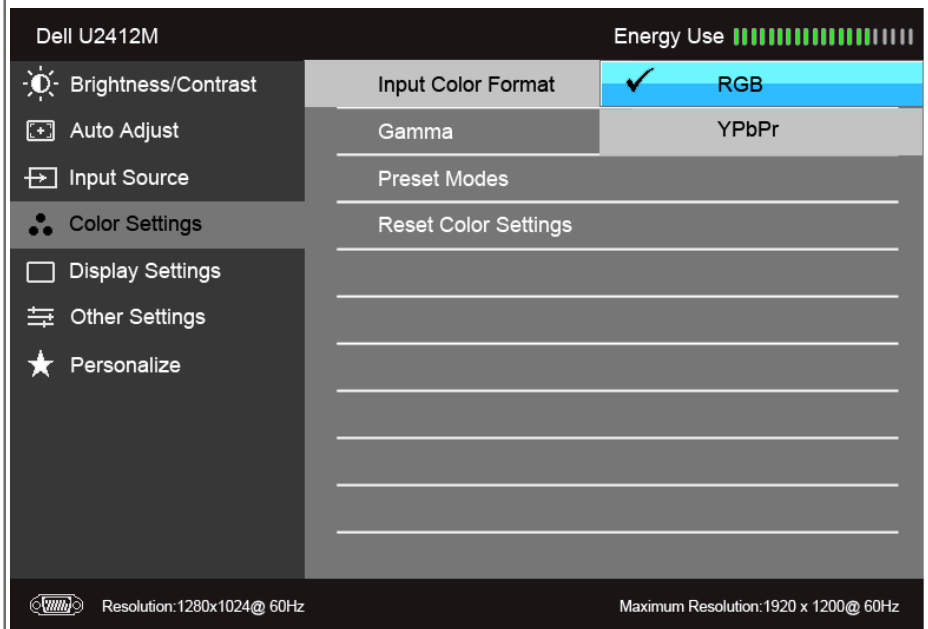 Dell U2412M Energy Use
Brightness/Contrast Input Color Format RGB
Auto Adjust Gamma YPbPr
Input Source Preset Modes
Color Settings Reset Color Settings
Display Settings
Other Settings
Personalize
Resolution:1280x1024@ 60Hz Maximum Resolution:1920 x 1200@ 60Hz